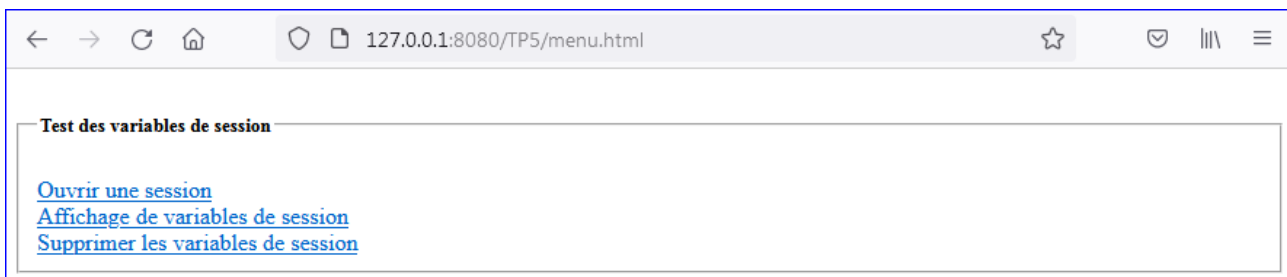 127.0.0.1:8080/TP5/menu.html
Test des variables de session
Ouvrir une session
Affichage de variables de session
Supprimer les variables de session